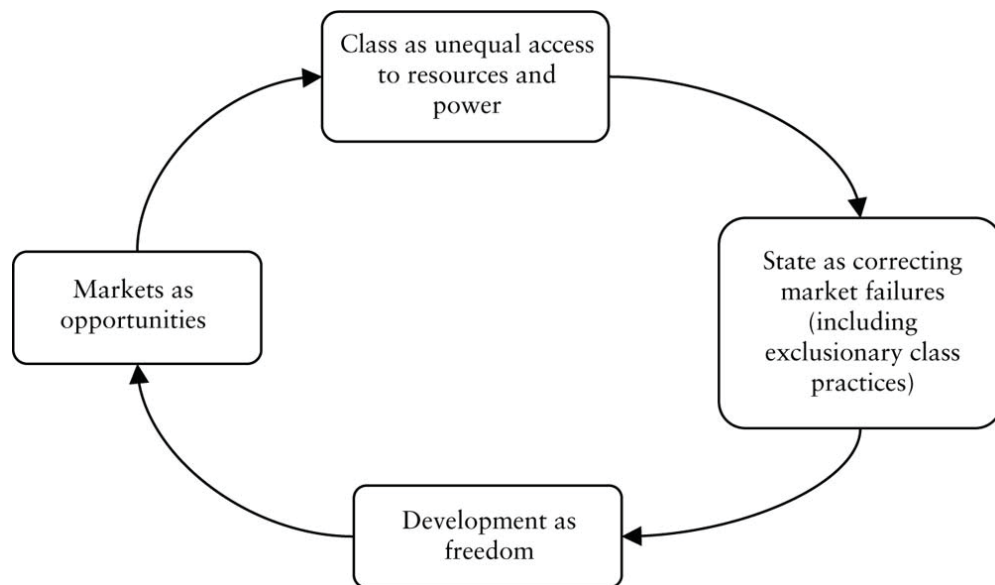 Class as unequal access
to resources and
power
State as correcting
market failures
(including
exclusionary class
practices)
Development as
freedom
Markets as
opportunities